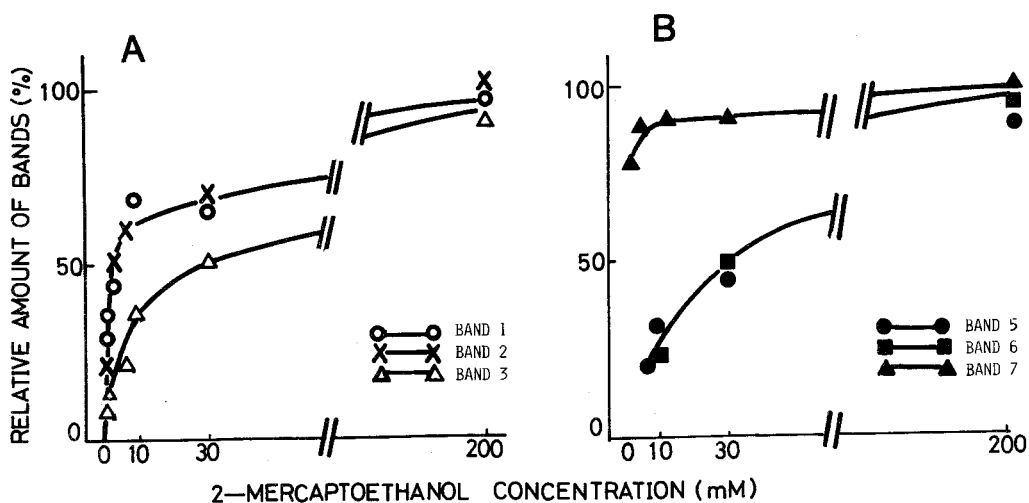 A
B
RELATIVE AMOUNT OF BANDS (%)
100
50
0
BAND 1
BAND 2
BAND 3
0 10 30 200
100
50
0
BAND 5
BAND 6
BAND 7
0 10 30 200
2—MERCAPTOETHANOL CONCENTRATION (mM)